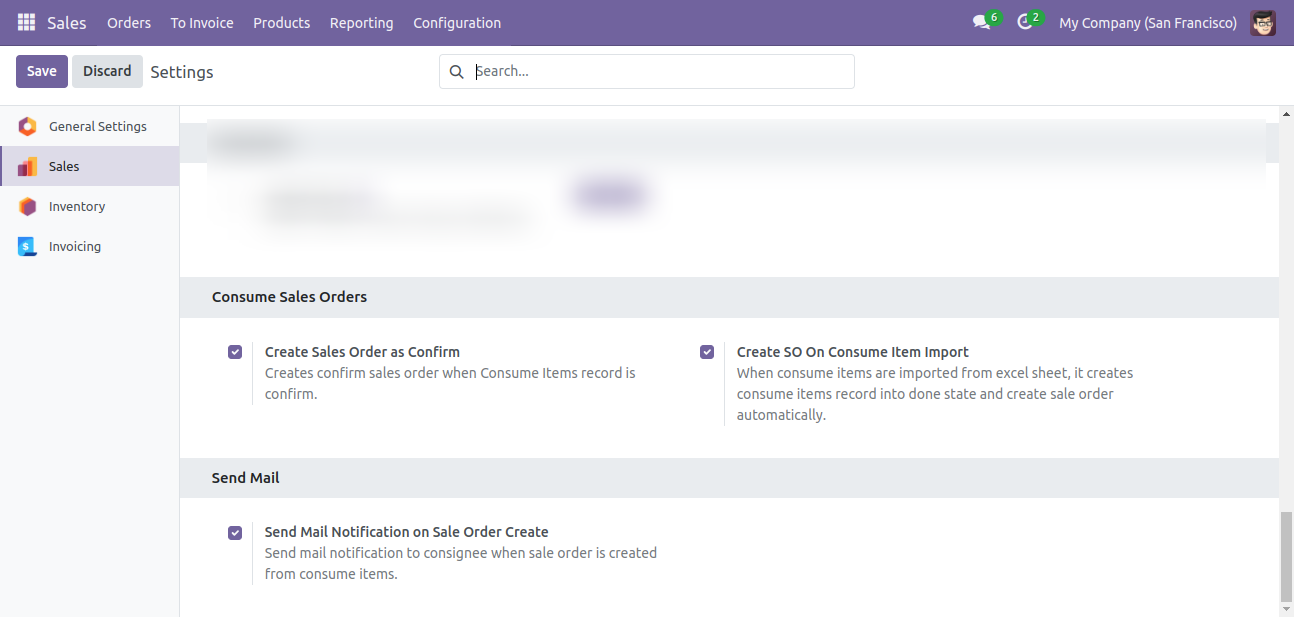 Sales Orders To Invoice Products Reporting Configuration 6 2 My Company (San Francisco)
Save Discard Settings Search...
General Settings
Sales
Inventory
Invoicing
Consume Sales Orders
Create Sales Order as Confirm
Creates confirm sales order when Consume Items record is
confirm.
Create SO On Consume Item Import
When consume items are imported from excel sheet, it creates
consume items record into done state and create sale order
automatically.
Send Mail
Send Mail Notification on Sale Order Create
Send mail notification to consignee when sale order is created
from consume items.